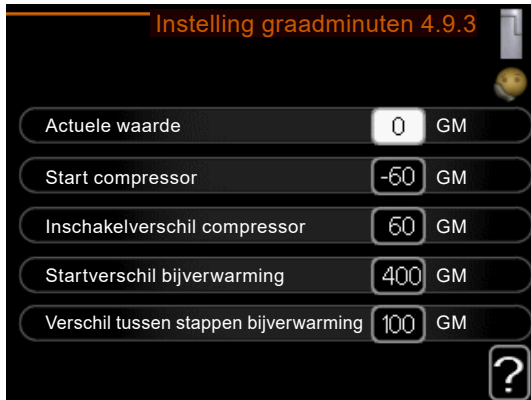 Instelling graadminuten 4.9.3
Actuele waarde 0 GM
Start compressor -60 GM
Inschakelverschil compressor 60 GM
Startverschil bijverwarming 400 GM
Verschil tussen stappen bijverwarming 100 GM
?